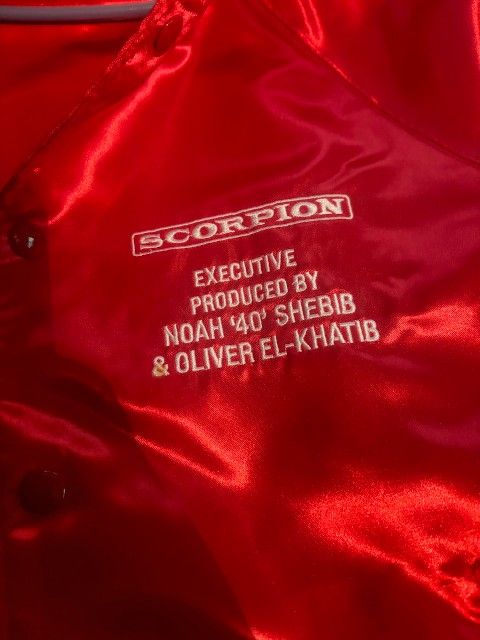 SCORPION
EXECUTIVE
PRODUCED BY
NOAH '40' SHEBIB
& OLIVER EL-KHATIB